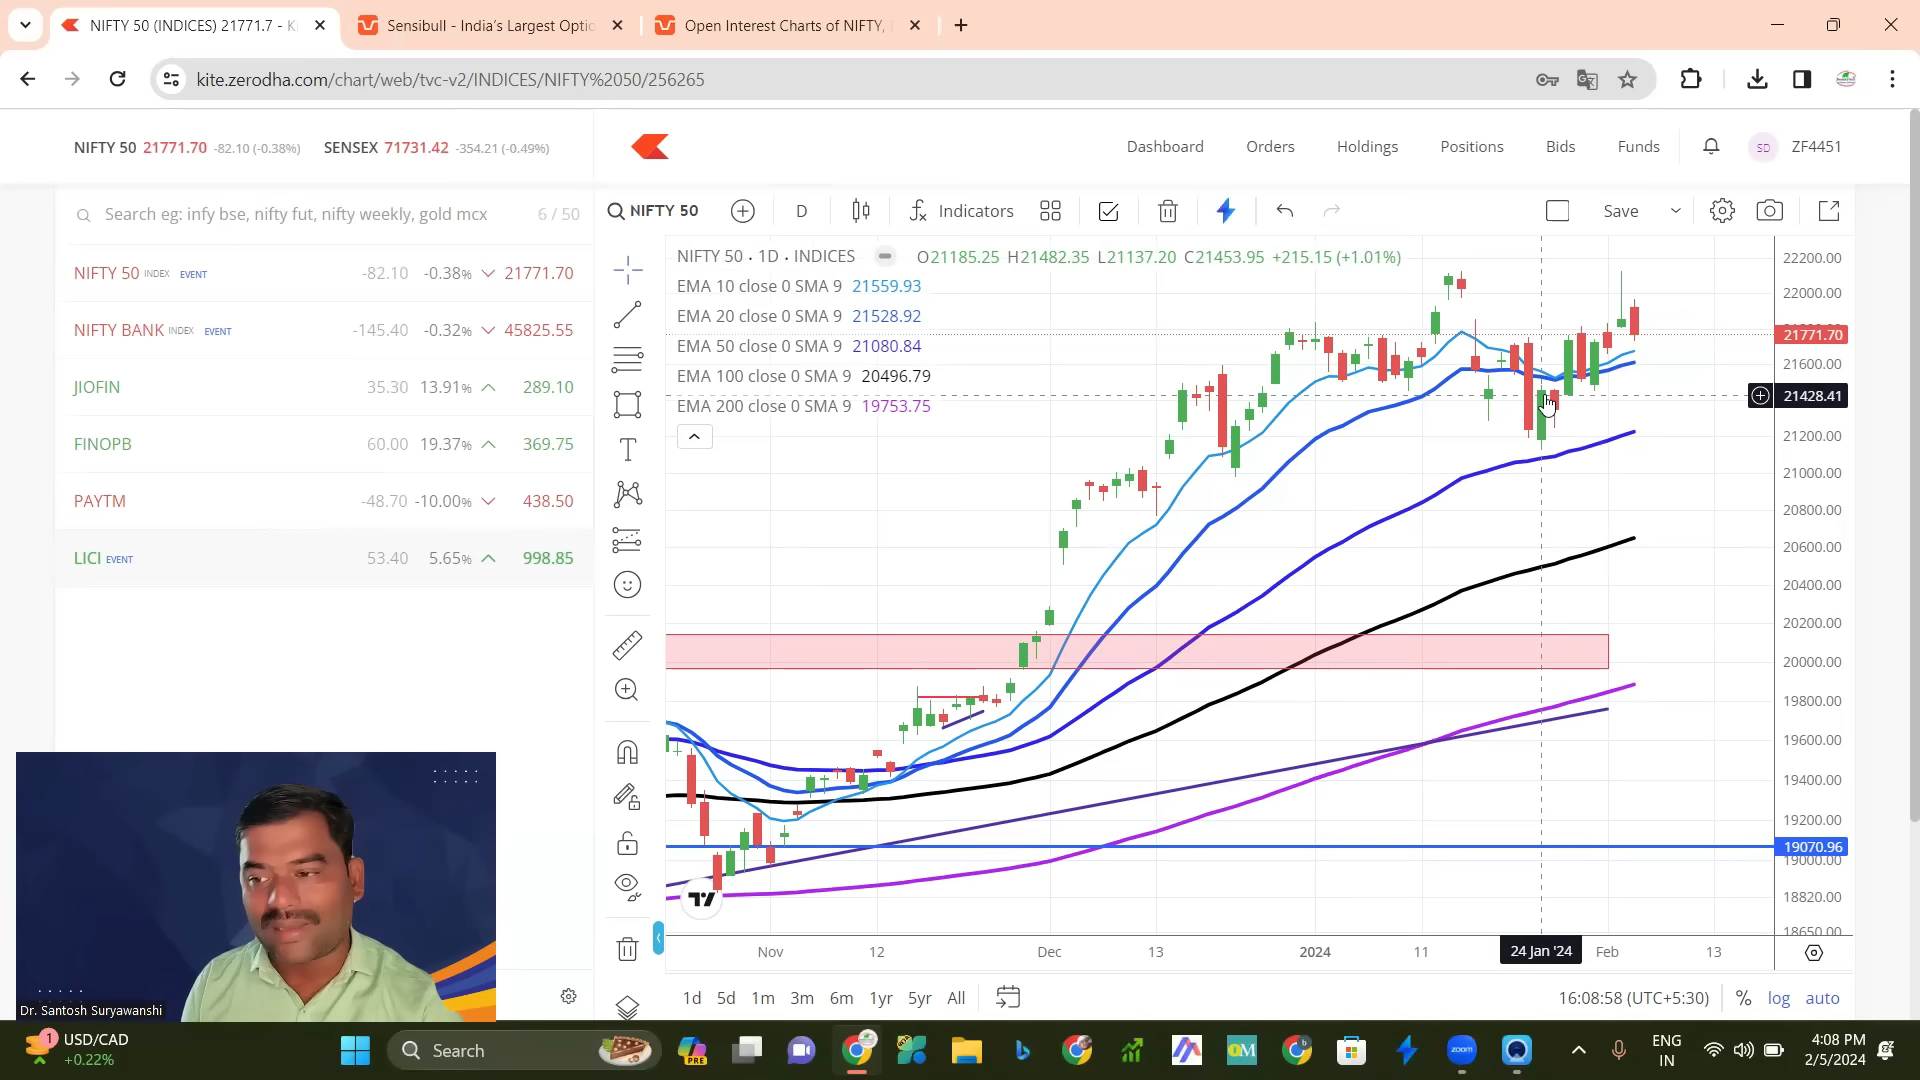 NIFTY 50 (INDICES) 21771.7 - Ki
Sensibull - India's Largest Optio
Open Interest Charts of NIFTY,
kite.zerodha.com/chart/web/tvc-v2/INDICES/NIFTY%2050/256265
NIFTY 50 21771.70 -82.10 (-0.38%) SENSEX 71731.42 -354.21 (-0.49%)
Dashboard Orders Holdings Positions Bids Funds SD ZF4451
Search eg: infy bse, nifty fut, nifty weekly, gold mcx 6 / 50
NIFTY 50 INDEX EVENT -82.10 -0.38% 21771.70
NIFTY BANK INDEX EVENT -145.40 -0.32% 45825.55
JIOFIN 35.30 13.91% 289.10
FINOPB 60.00 19.37% 369.75
PAYTM -48.70 -10.00% 438.50
LICI EVENT 53.40 5.65% 998.85
NIFTY 50 D Indicators Save
NIFTY 50 · 1D · INDICES O21185.25 H21482.35 L21137.20 C21453.95 +215.15 (+1.01%)
EMA 10 close 0 SMA 9 21559.93
EMA 20 close 0 SMA 9 21528.92
EMA 50 close 0 SMA 9 21080.84
EMA 100 close 0 SMA 9 20496.79
EMA 200 close 0 SMA 9 19753.75
22200.00
22000.00
21771.70
21600.00
21428.41
21200.00
21000.00
20800.00
20600.00
20400.00
20200.00
20000.00
19800.00
19600.00
19400.00
19200.00
19070.96
19000.00
18820.00
18650.00
Nov 12 Dec 13 2024 11 24 Jan '24 Feb 13
1d 5d 1m 3m 6m 1yr 5yr All
16:08:58 (UTC+5:30) % log auto
Dr. Santosh Suryawanshi
1
USD/CAD
+0.22%
Search
PRE
zoom
ENG
IN
4:08 PM
2/5/2024